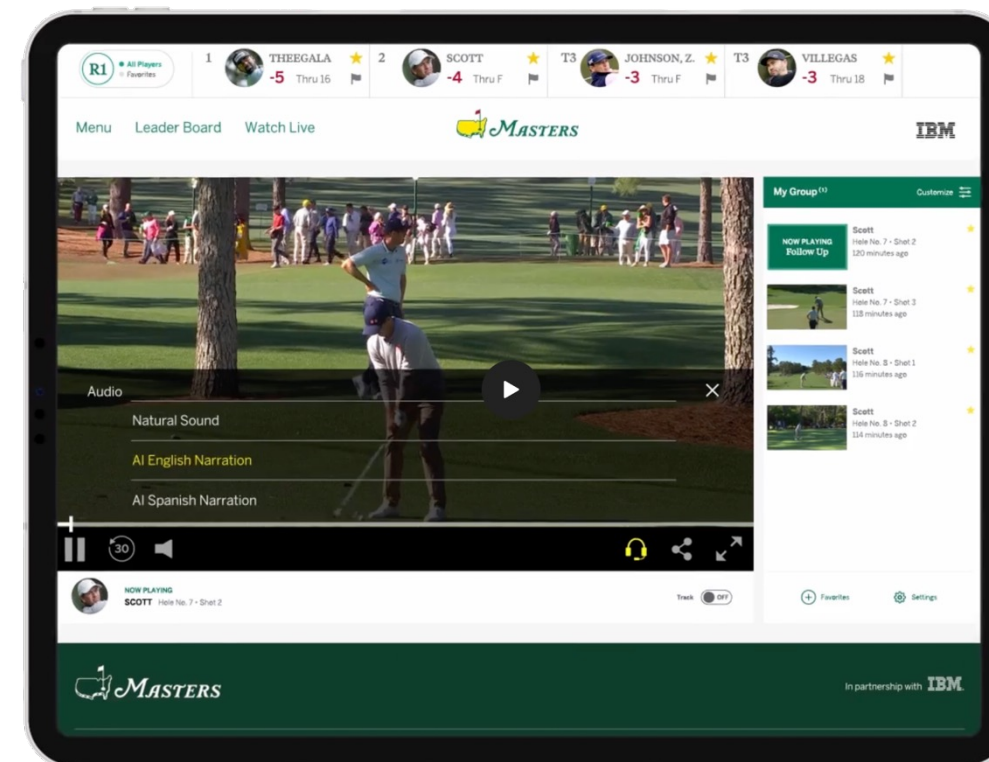 R1
All Players
Favorites
1 THEEGALA
-5 Thru 16
2 SCOTT
-4 Thru F
T3 JOHNSON, Z.
-3 Thru F
T3 VILLEGAS
-3 Thru 18
Menu Leader Board Watch Live
MASTERS
IBM
Audio
Natural Sound
AI English Narration
AI Spanish Narration
30
NOW PLAYING
SCOTT Hole No. 7 • Shot 2
Track OFF
My Group (1) Customize
NOW PLAYING
Follow Up
Scott
Hole No. 7 • Shot 2
120 minutes ago
Scott
Hole No. 7 • Shot 3
118 minutes ago
Scott
Hole No. 8 • Shot 1
116 minutes ago
Scott
Hole No. 8 • Shot 2
114 minutes ago
Favorites Settings
MASTERS
In partnership with IBM.